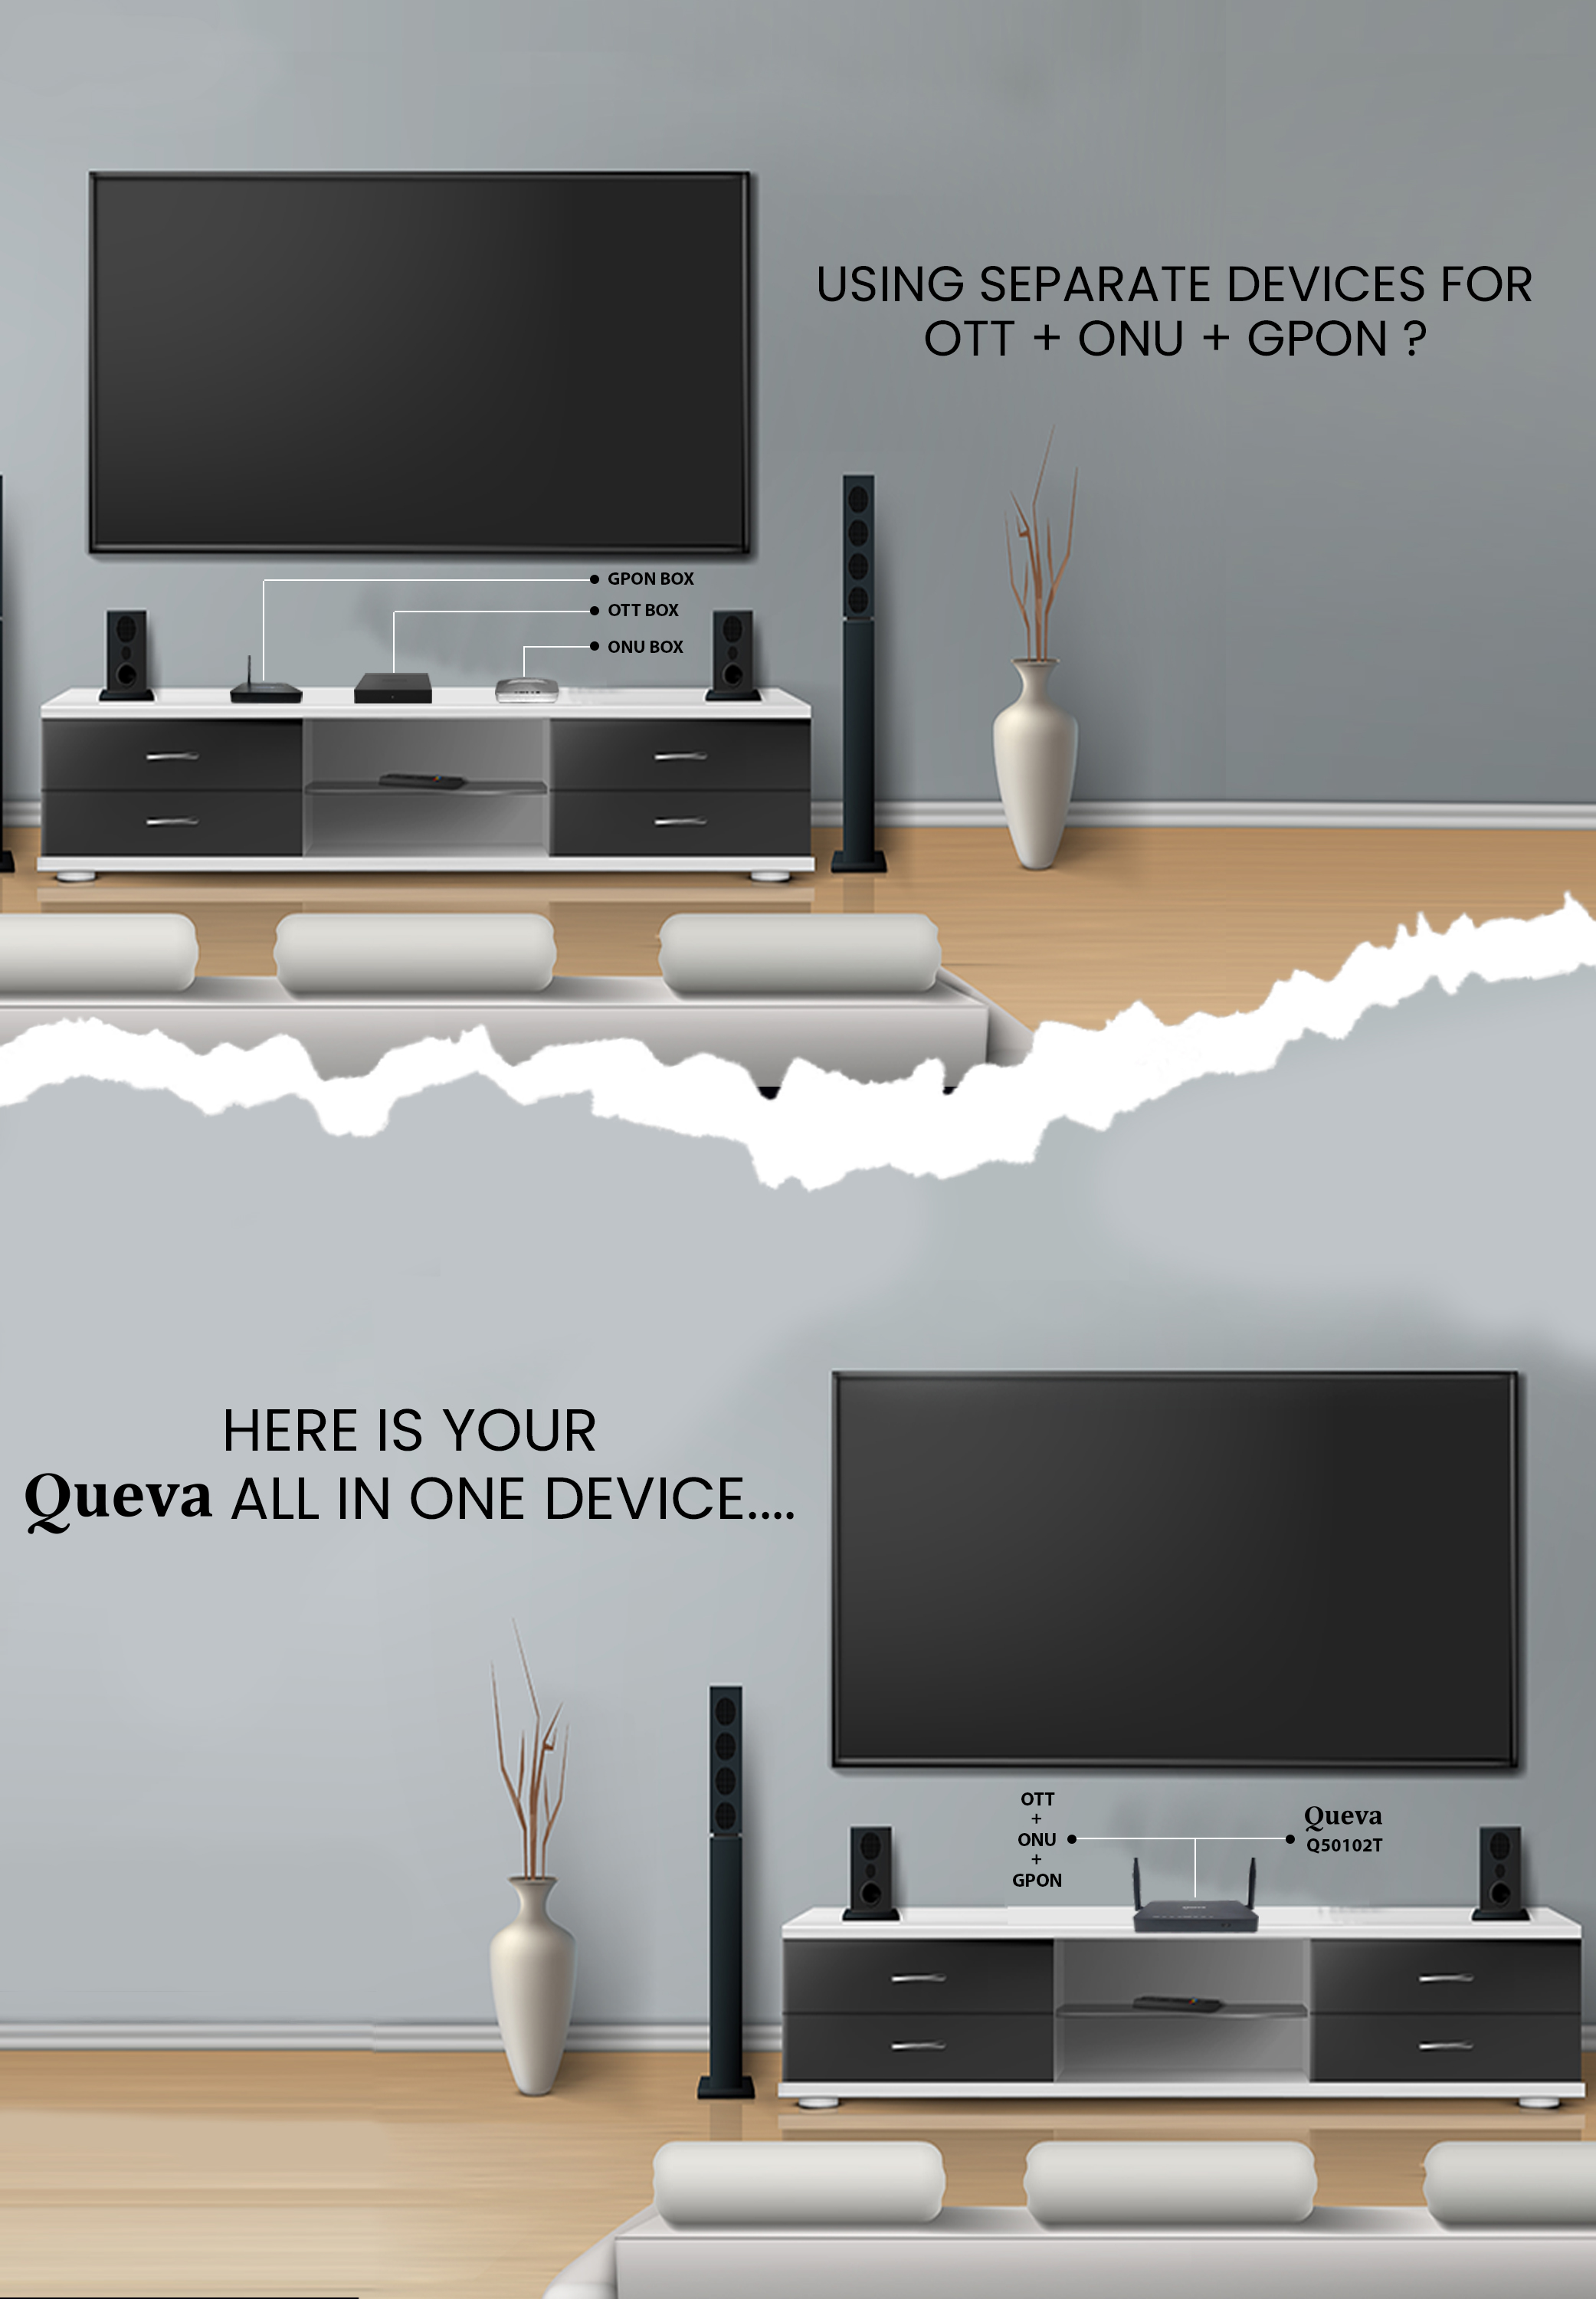 USING SEPARATE DEVICES FOR
OTT + ONU + GPON ?
GPON BOX
OTT BOX
ONU BOX
HERE IS YOUR
Queva ALL IN ONE DEVICE....
OTT
+
ONU
+
GPON
Queva
Q50102T